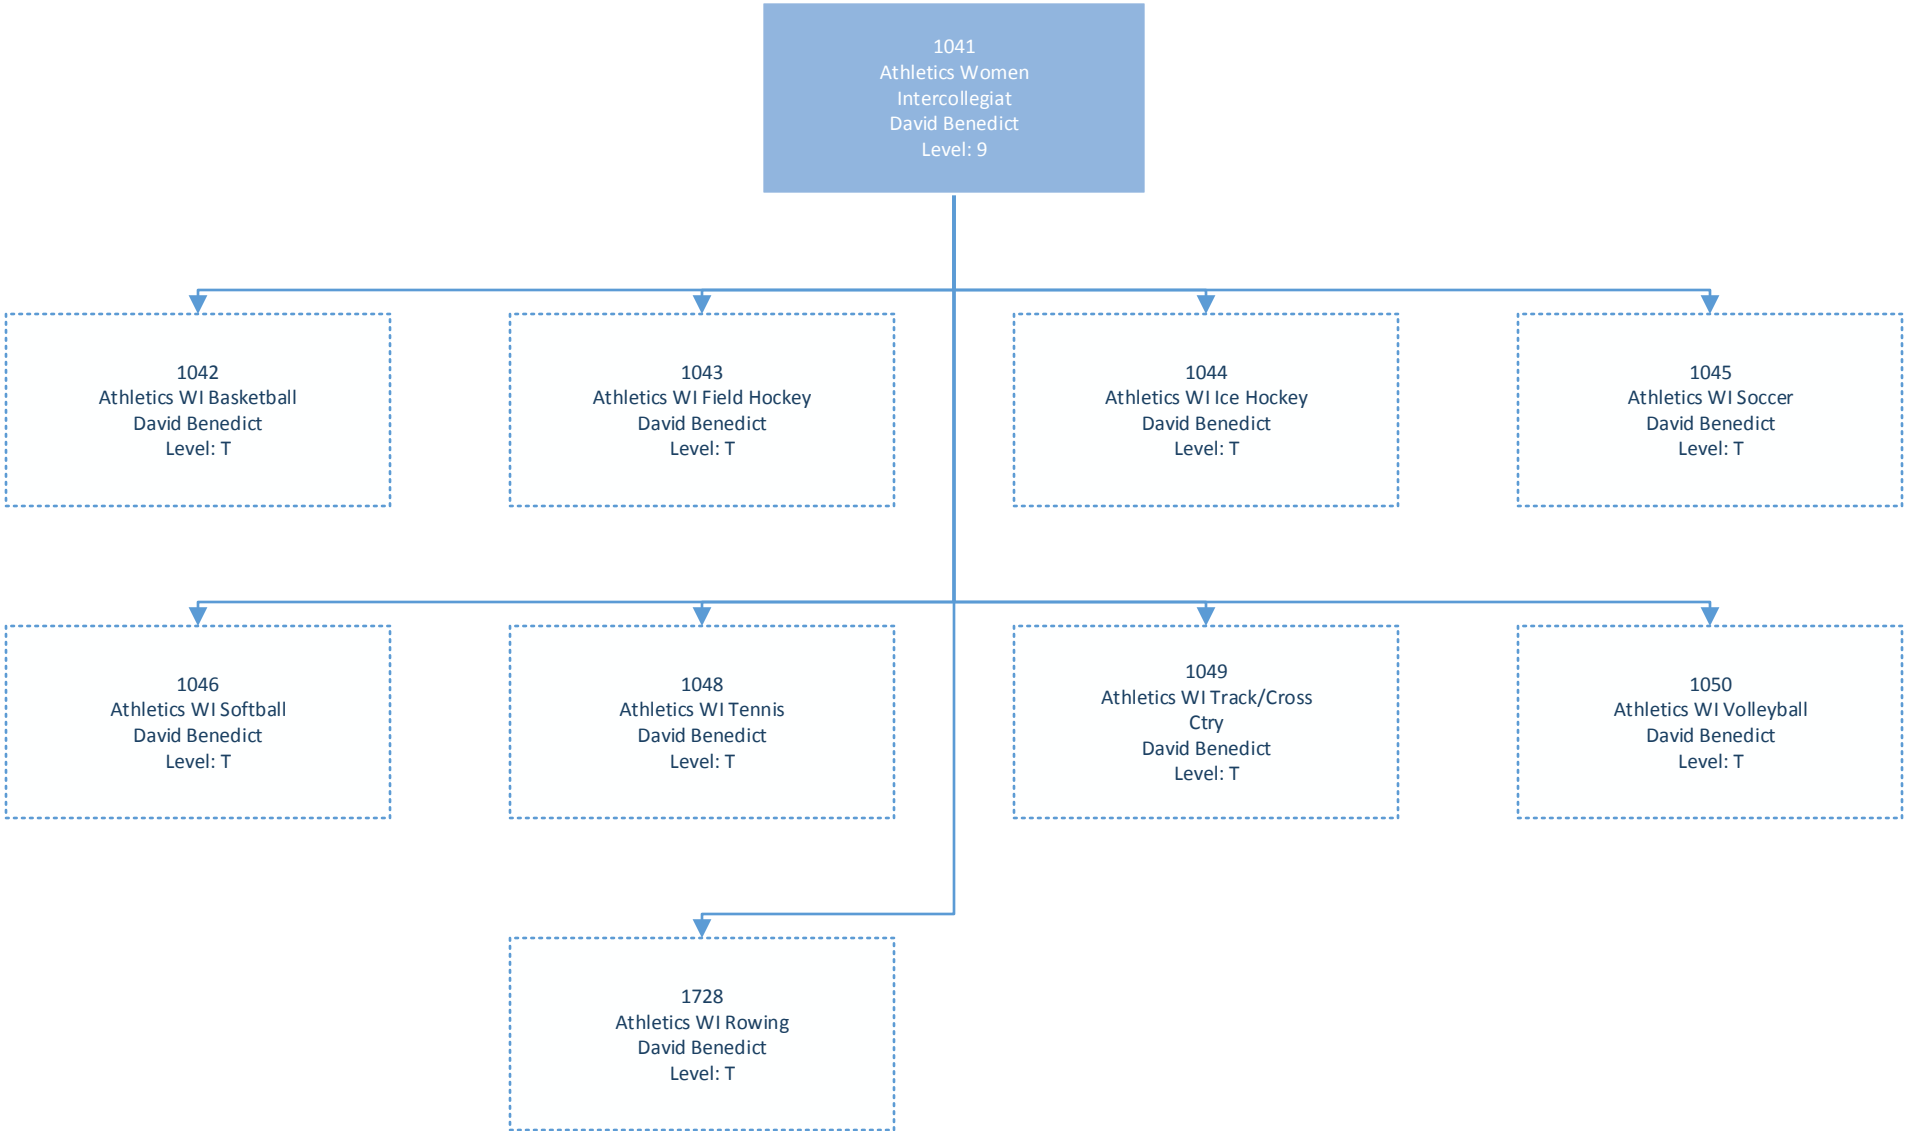 1041
Athletics Women
Intercollegiat
David Benedict
Level: 9
1042
Athletics WI Basketball
David Benedict
Level: T
1043
Athletics WI Field Hockey
David Benedict
Level: T
1044
Athletics WI Ice Hockey
David Benedict
Level: T
1045
Athletics WI Soccer
David Benedict
Level: T
1046
Athletics WI Softball
David Benedict
Level: T
1048
Athletics WI Tennis
David Benedict
Level: T
1049
Athletics WI Track/Cross
Ctry
David Benedict
Level: T
1050
Athletics WI Volleyball
David Benedict
Level: T
1728
Athletics WI Rowing
David Benedict
Level: T